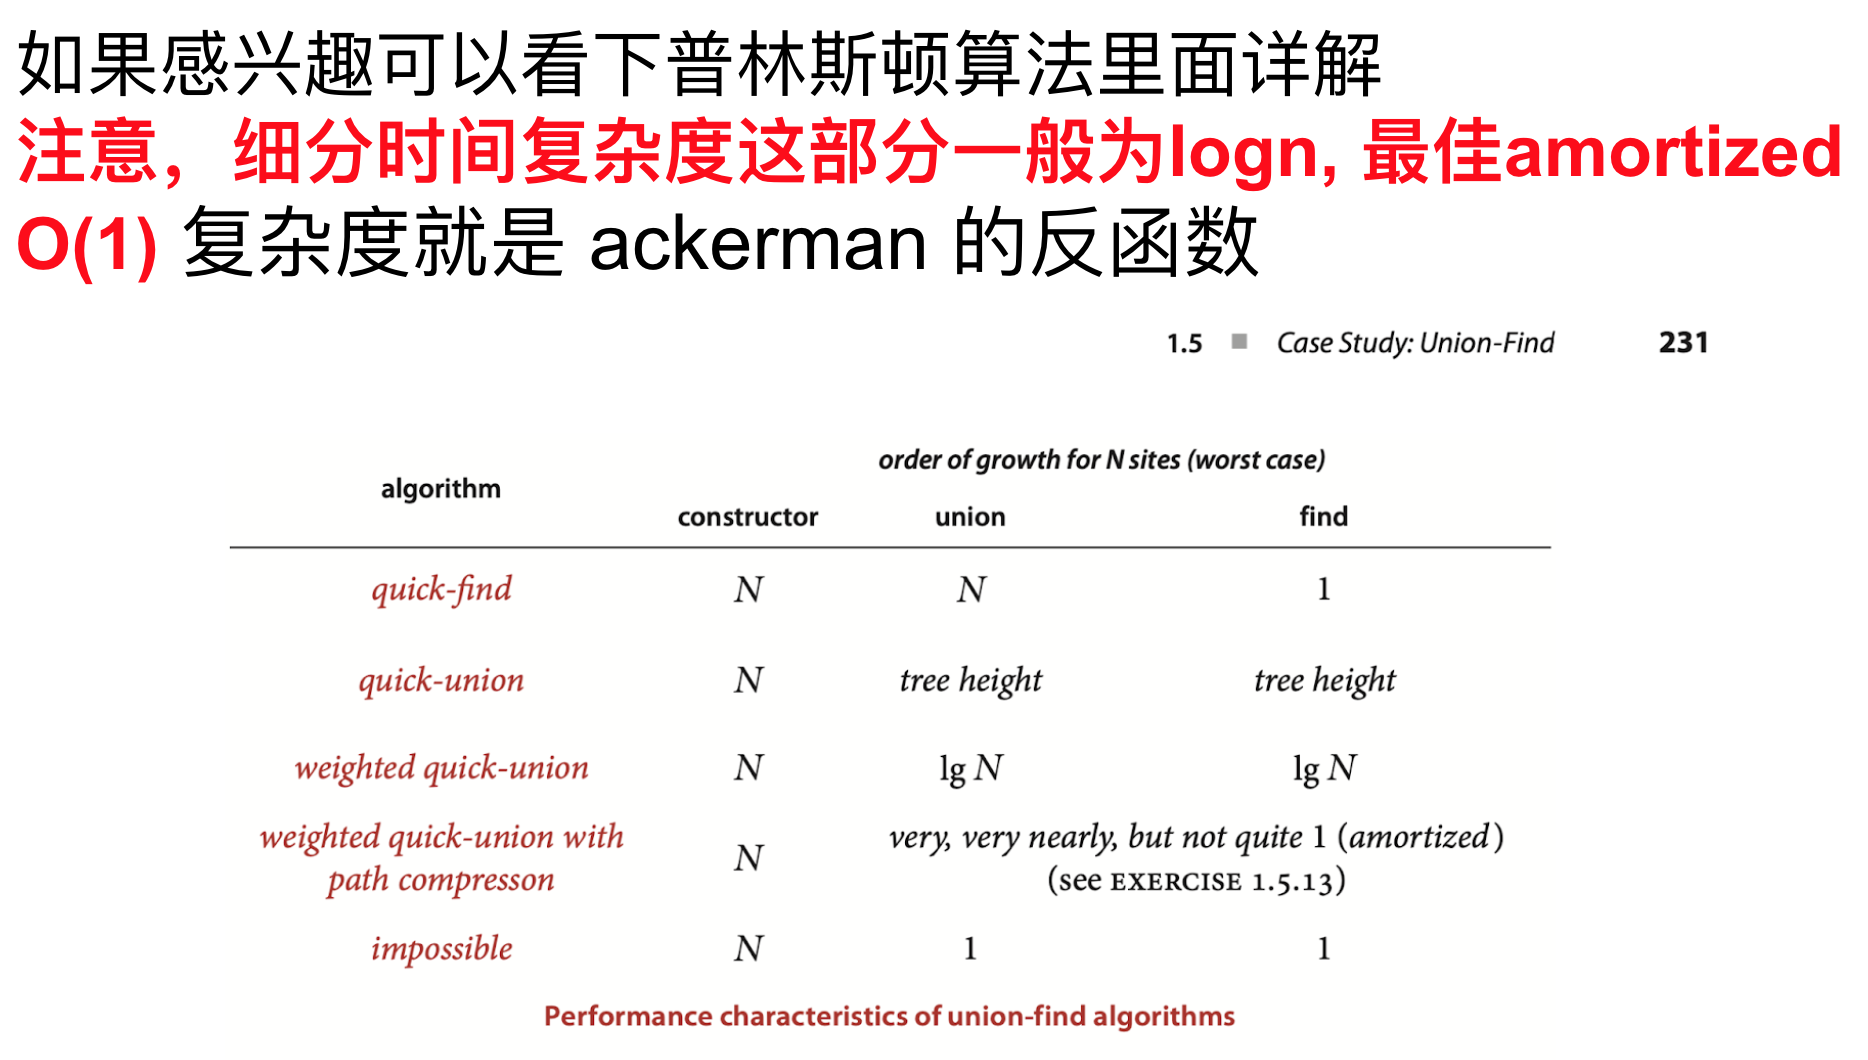 如果感兴趣可以看下普林斯顿算法里面详解
注意，细分时间复杂度这部分一般为logn, 最佳amortized
O(1) 复杂度就是 ackerman 的反函数
1.5 ■ Case Study: Union-Find 231
order of growth for N sites (worst case)
algorithm
constructor union find
quick-find N N 1
quick-union N tree height tree height
weighted quick-union N lg N lg N
weighted quick-union with
path compresson
N
very, very nearly, but not quite 1 (amortized)
(see EXERCISE 1.5.13)
impossible N 1 1
Performance characteristics of union-find algorithms